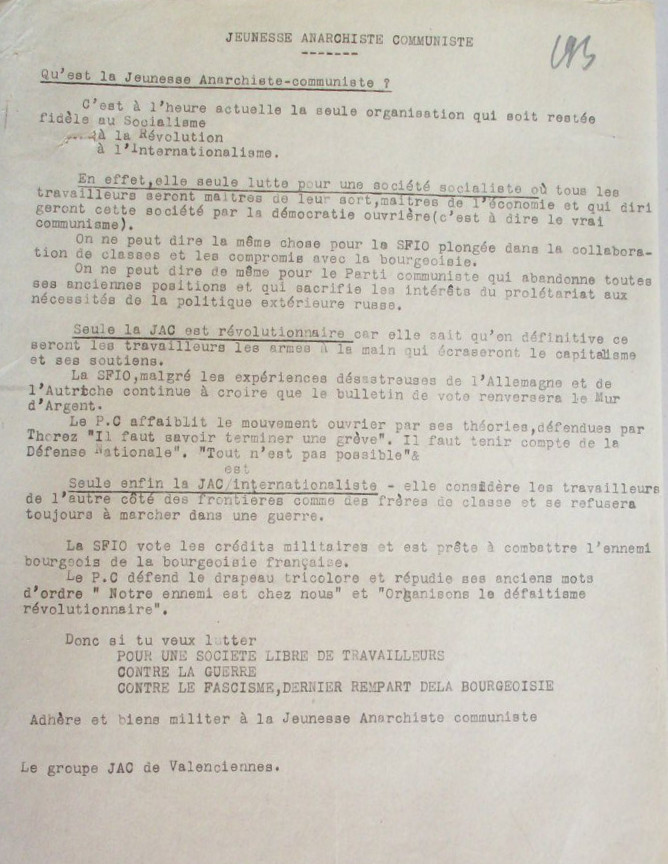 JEUNESSE ANARCHISTE COMMUNISTE
-------
Qu'est la Jeunesse Anarchiste-communiste ?
C'est à l'heure actuelle la seule organisation qui soit restée
fidèle au Socialisme
à la Révolution
à l'Internationalisme.
En effet,elle seule lutte pour une société socialiste où tous les
travailleurs seront maitres de leur sort,maitres de l'économie et qui diri
geront cette société par la démocratie ouvrière(c'est à dire le vrai
communisme).
On ne peut dire la même chose pour la SFIO plongée dans la collabora-
tion de classes et les compromis avec la bourgeoisie.
On ne peut dire de même pour le Parti communiste qui abandonne toutes
ses anciennes positions et qui sacrifie les intérêts du prolétariat aux
nécessités de la politique extérieure russe.
Seule la JAC est révolutionnaire car elle sait qu'en définitive ce
seront les travailleurs les armes à la main qui écraseront le capitalisme
et ses soutiens.
La SFIO,malgré les expériences désastreuses de l'Allemagne et de
l'Autriche continue à croire que le bulletin de vote renversera le Mur
d'Argent.
Le P.C affaiblit le mouvement ouvrier par ses théories,défendues par
Thorez "Il faut savoir terminer une grève". Il faut tenir compte de la
Défense Nationale". "Tout n'est pas possible"&
est
Seule enfin la JAC/internationaliste - elle considère les travailleurs
de l'autre côté des frontières comme des frères de classe et se refusera
toujours à marcher dans une guerre.
La SFIO vote les crédits militaires et est prête à combattre l'ennemi
bourgeois de la bourgeoisie française.
Le P.C défend le drapeau tricolore et répudie ses anciens mots
d'ordre " Notre ennemi est chez nous" et "Organisons le défaitisme
révolutionnaire".
Donc si tu veux lutter
POUR UNE SOCIETE LIBRE DE TRAVAILLEURS
CONTRE LA GUERRE
CONTRE LE FASCISME,DERNIER REMPART DELA BOURGEOISIE
Adhère et biens militer à la Jeunesse Anarchiste communiste
Le groupe JAC de Valenciennes.